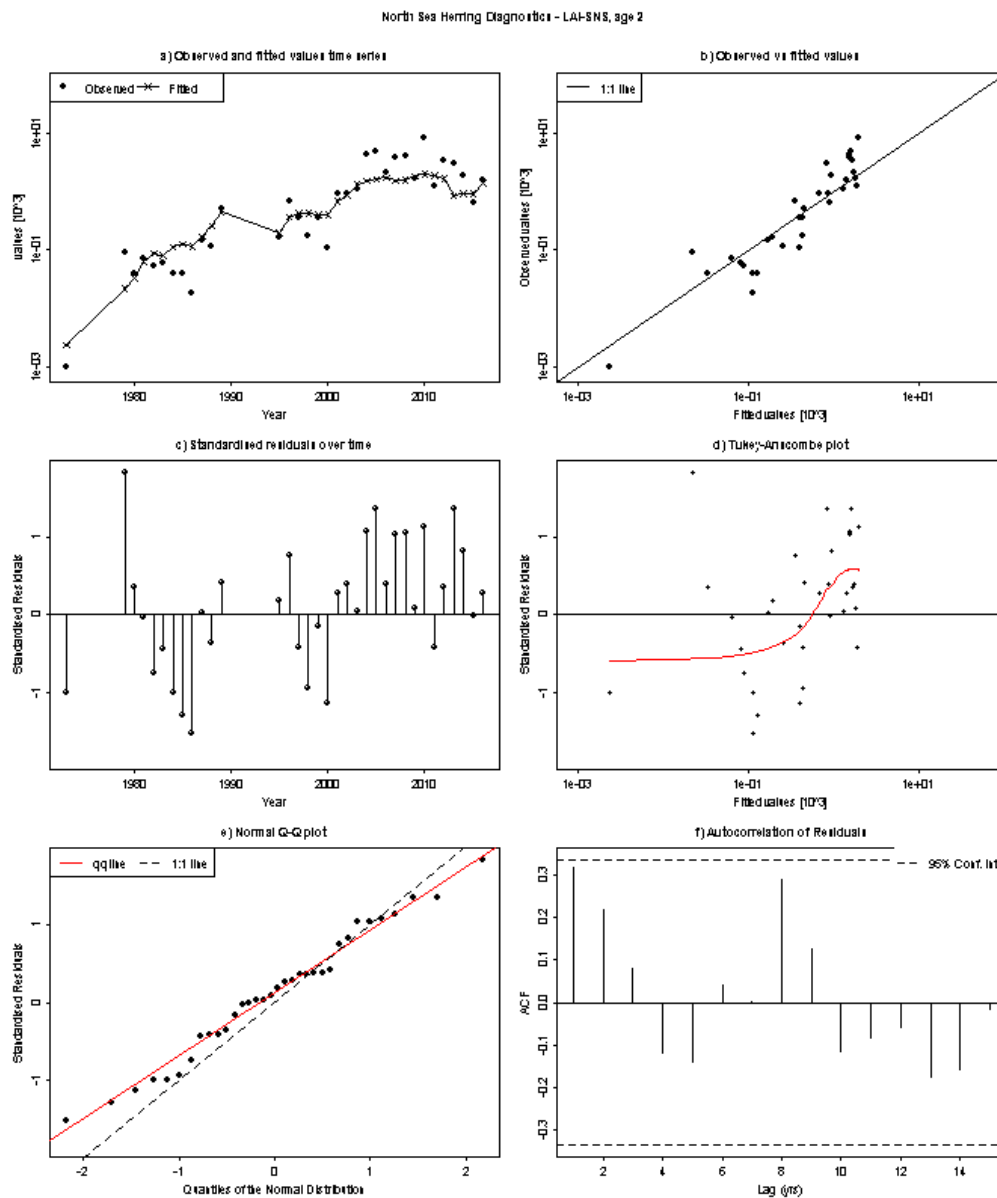 North Sea Herring Diagnostics - LAI-SNS, age 2
a) Observed and fitted values time series
Observed
Fitted
values [10^3]
1e+01
1e-01
1e-03
1980
1990
2000
2010
Year
b) Observed vs fitted values
1:1 line
Observed values [10^3]
1e+01
1e-01
1e-03
1e-03
1e-01
1e+01
Fitted values [10^3]
c) Standardised residuals over time
Standardised Residuals
1
0
-1
1980
1990
2000
2010
Year
d) Tukey-Anscombe plot
Standardised Residuals
1
0
-1
1e-03
1e-01
1e+01
Fitted values [10^3]
e) Normal Q-Q plot
qqline
1:1 line
Standardised Residuals
1
0
-1
-2
-1
0
1
2
Quantiles of the Normal Distribution
f) Autocorrelation of Residuals
95% Conf. Int
ACF
0.3
0.2
0.1
0.0
-0.1
-0.2
-0.3
2
4
6
8
10
12
14
Lag (yrs)